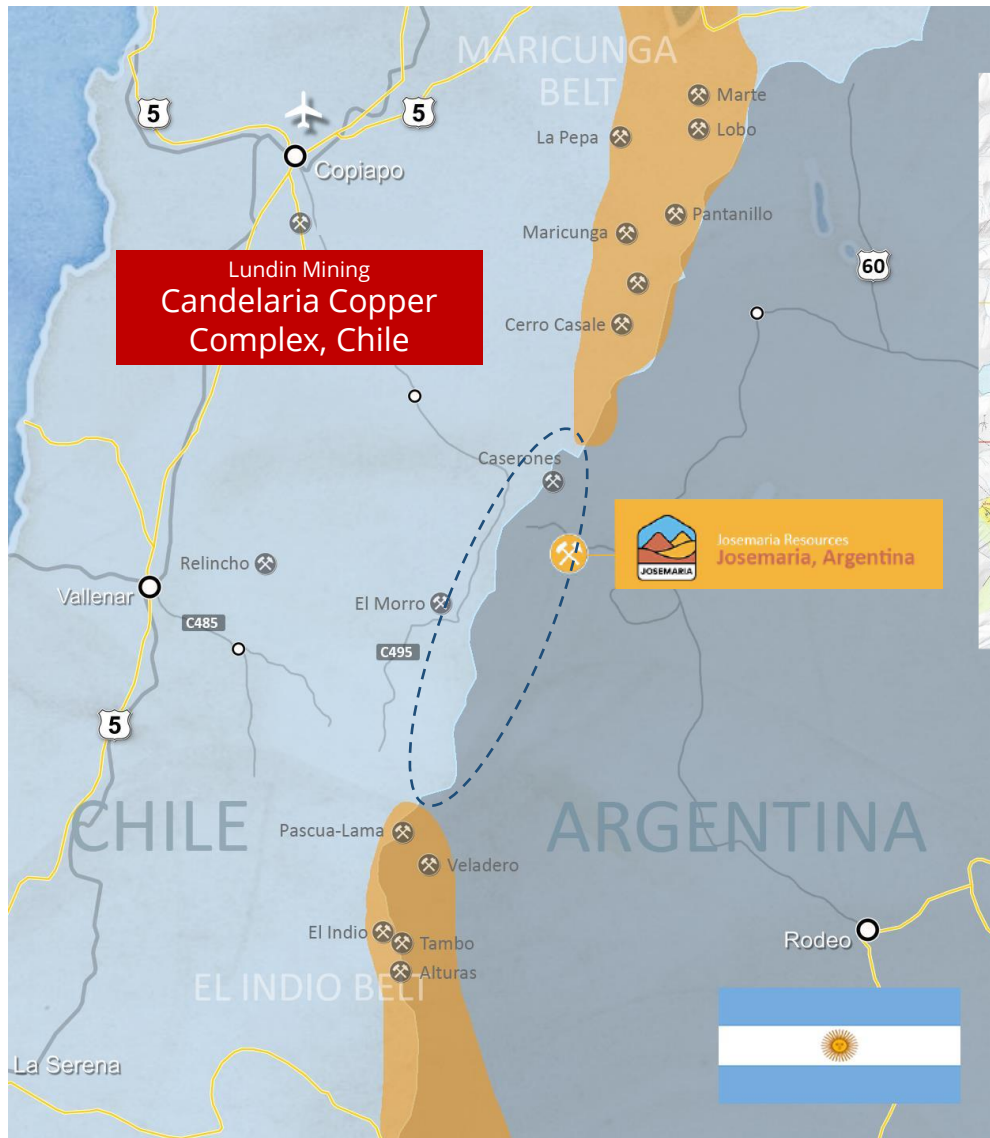 MARICUNGA
BELT
5
5
Marte
La Pepa
Lobo
Copiapo
Pantanillo
Maricunga
Lundin Mining
Candelaria Copper
Complex, Chile
60
Cerro Casale
Caserones
Josemaria Resources
Josemaria, Argentina
JOSEMARIA
Relincho
Vallenar
El Morro
C485
C495
5
CHILE
ARGENTINA
Pascua-Lama
Veladero
El Indio
Tambo
Rodeo
Alturas
EL INDIO BELT
La Serena